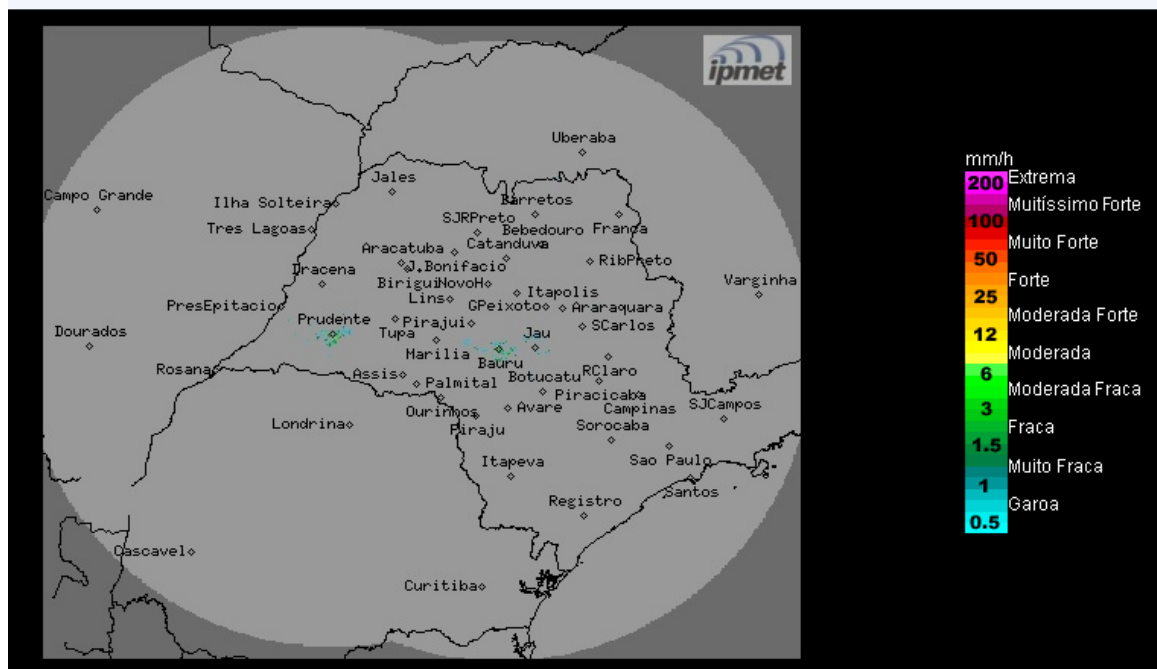 ipmet
Uberaba
Jales
Campo Grande
Ilha Solteira
Barretos
SJRPreto
Tres Lagoas
Bebedouro
Franca
Aracatuba
Catanduva
J.Bonifacio
RibPreto
Dracena
Varginha
Birigui
NovoH
Itapolis
Lins
PresEpitacio
GPeixoto
Araraquara
Prudente
Pirajui
SCarlos
Dourados
Tupa
Jau
Marilia
Bauru
Rosana
Assis
RClaro
Palmital
Botucatu
Piracicaba
Ourinhos
Avare
Campinas
SJCampos
Londrina
Piraju
Sorocaba
Itapeva
Sao Paulo
Registro
Santos
Cascavel
Curitiba
mm/h
200 Extrema
Muitíssimo Forte
100
Muito Forte
50
Forte
25
Moderada Forte
12
Moderada
6
Moderada Fraca
3
Fraca
1.5
Muito Fraca
1
Garoa
0.5